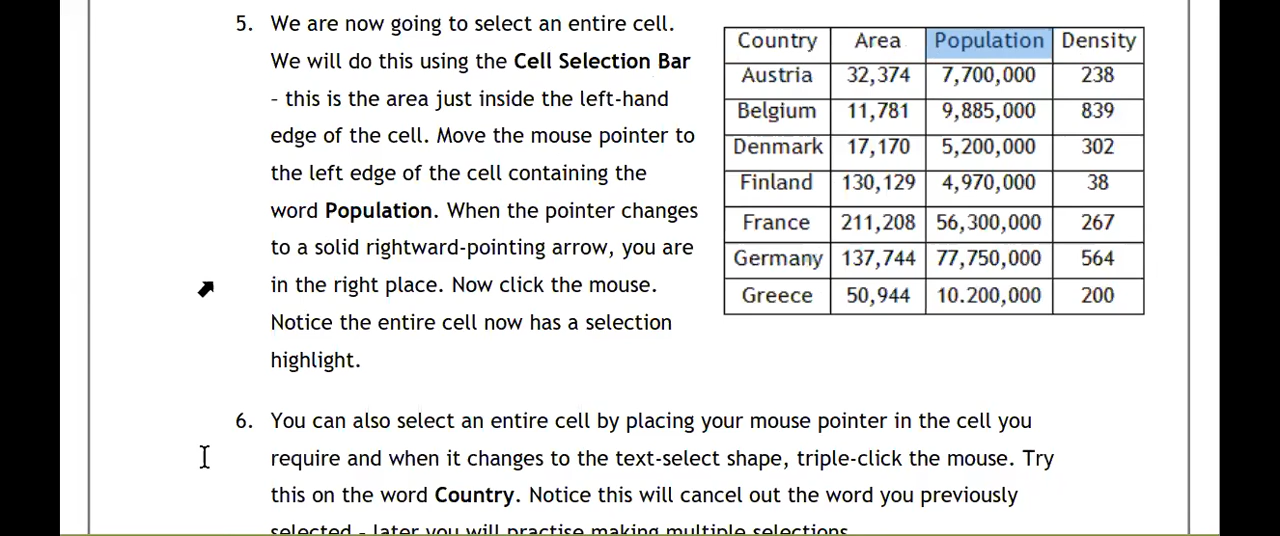 5. We are now going to select an entire cell.
We will do this using the Cell Selection Bar
– this is the area just inside the left-hand
edge of the cell. Move the mouse pointer to
the left edge of the cell containing the
word Population. When the pointer changes
to a solid rightward-pointing arrow, you are
in the right place. Now click the mouse.
Notice the entire cell now has a selection
highlight.
Country Area Population Density
Austria 32,374 7,700,000 238
Belgium 11,781 9,885,000 839
Denmark 17,170 5,200,000 302
Finland 130,129 4,970,000 38
France 211,208 56,300,000 267
Germany 137,744 77,750,000 564
Greece 50,944 10.200,000 200
6. You can also select an entire cell by placing your mouse pointer in the cell you
require and when it changes to the text-select shape, triple-click the mouse. Try
this on the word Country. Notice this will cancel out the word you previously
selected – later you will practise making multiple selections.